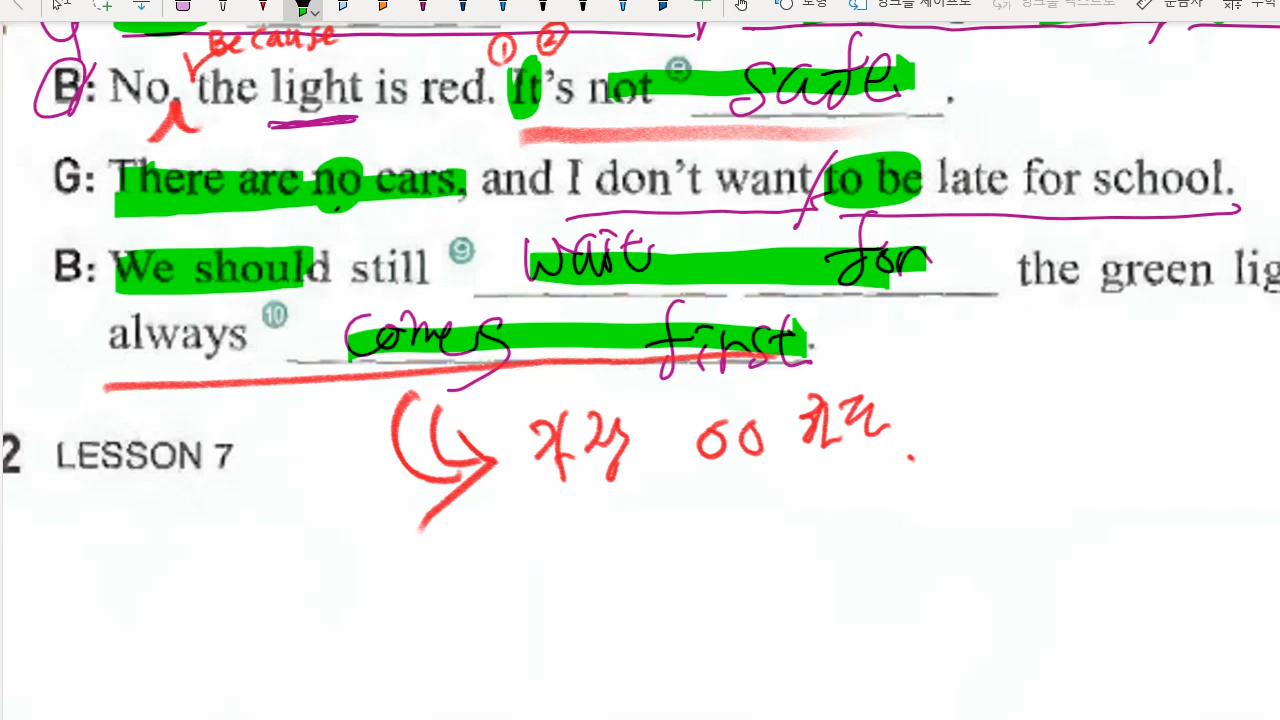 Because
① ②
B: No, the light is red. It's not ⑧ safe.
G: There are no cars, and I don't want to be late for school.
B: We should still ⑨ wait for the green lig
always ⑩ comes first.
2 LESSON 7